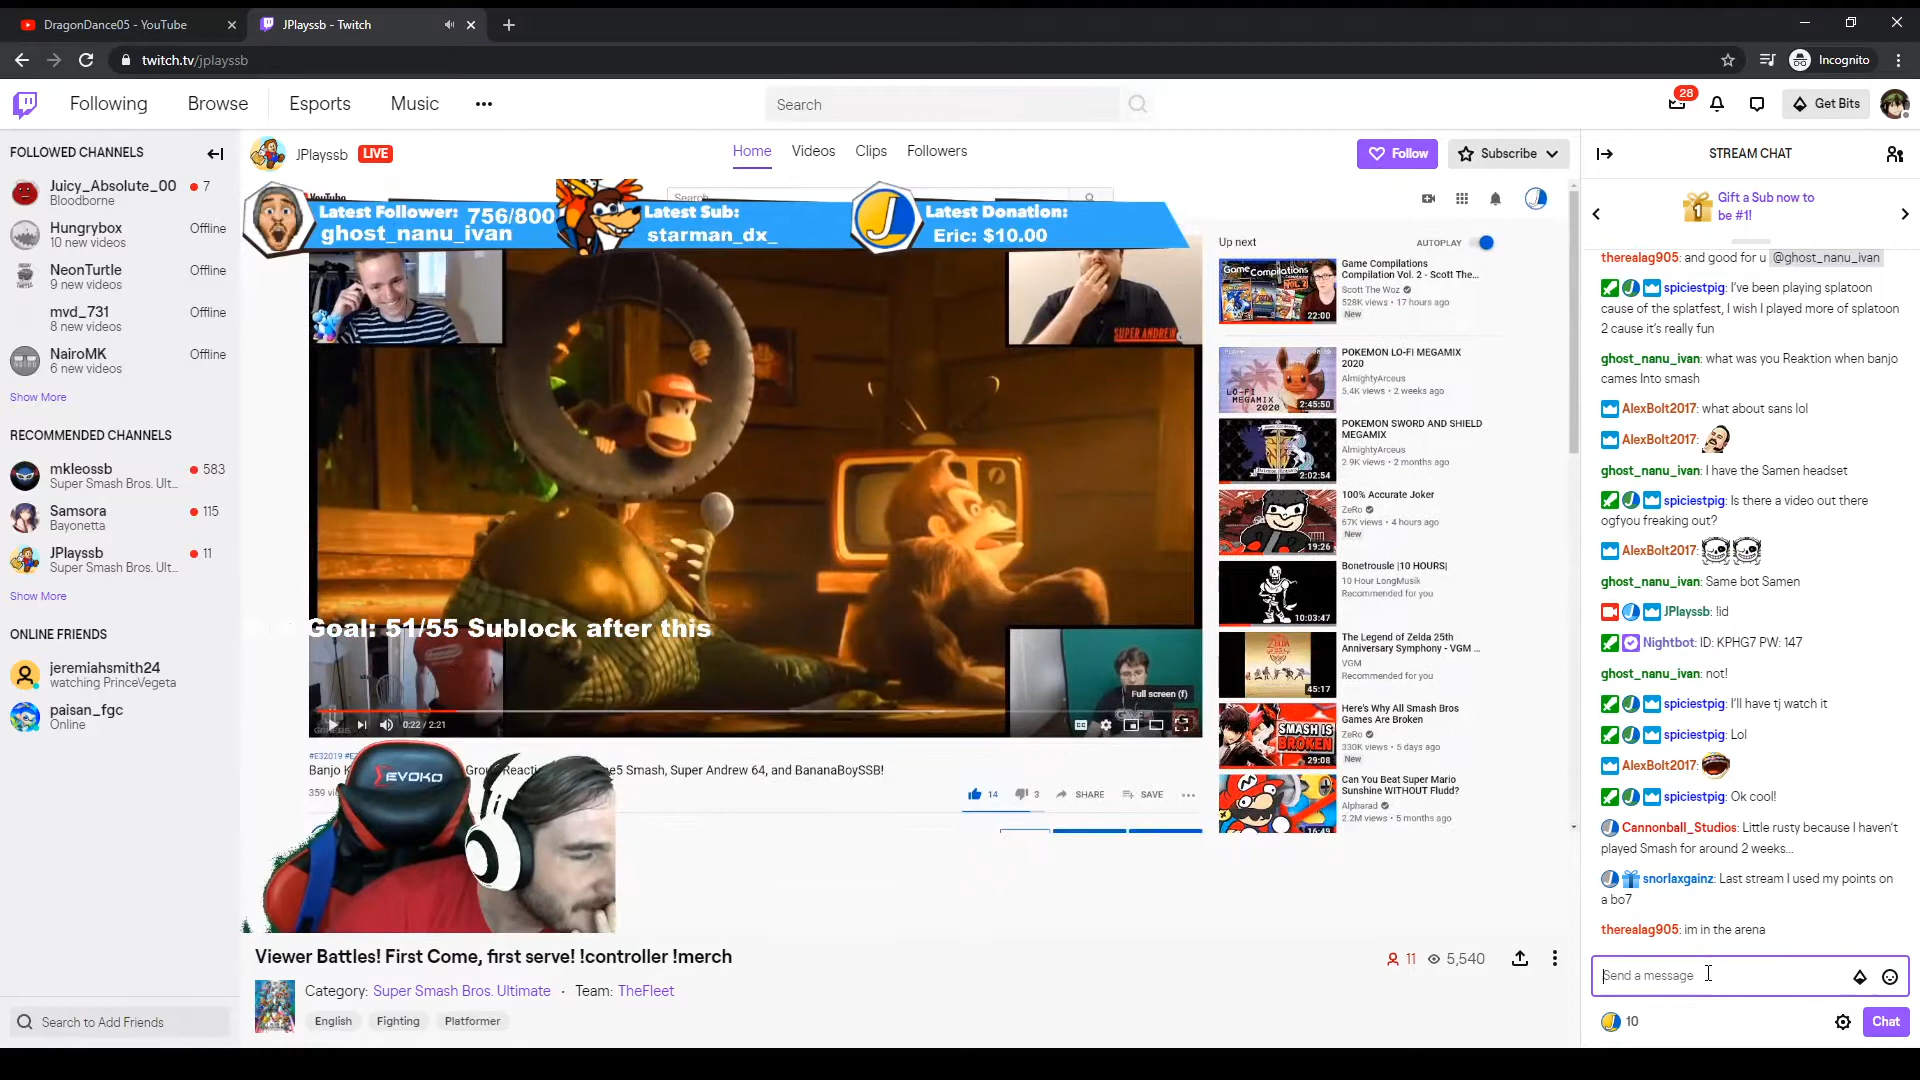 DragonDance05 - YouTube
JPlayssb - Twitch
twitch.tv/jplayssb
Incognito
Following
Browse
Esports
Music
Search
28
Get Bits
FOLLOWED CHANNELS
Juicy_Absolute_00
7
Bloodborne
Hungrybox
Offline
10 new videos
NeonTurtle
Offline
9 new videos
mvd_731
Offline
8 new videos
NairoMK
Offline
6 new videos
Show More
RECOMMENDED CHANNELS
mkleossb
583
Super Smash Bros. Ult...
Samsora
115
Bayonetta
JPlayssb
11
Super Smash Bros. Ult...
Show More
ONLINE FRIENDS
jeremiahsmith24
watching PrinceVegeta
paisan_fgc
Online
Search to Add Friends
JPlayssb
LIVE
Home
Videos
Clips
Followers
Follow
Subscribe
YouTube
Search
Latest Follower: 756/800
ghost_nanu_ivan
Latest Sub:
starman_dx_
Latest Donation:
Eric: $10.00
SUPER ANDREW
Goal: 51/55 Sublock after this
Full screen (f)
0:22 / 2:21
#E32019
14
3
SHARE
SAVE
359
EVOKO
Up next
AUTOPLAY
Game Compilations
Compilation Vol. 2 - Scott The...
Scott The Woz
528K views • 17 hours ago
New
22:00
POKEMON LO-FI MEGAMIX
2020
AlmightyArceus
5.4K views • 2 weeks ago
LO-FI
MEGAMIX
2020
2:45:50
POKEMON SWORD AND SHIELD
MEGAMIX
AlmightyArceus
2.9K views • 2 months ago
2:02:54
100% Accurate Joker
ZeRo
67K views • 4 hours ago
New
19:26
Bonetrousle |10 HOURS|
10 Hour LongMusik
Recommended for you
10:03:47
The Legend of Zelda 25th
Anniversary Symphony - VGM ...
VGM
Recommended for you
45:17
Here's Why All Smash Bros
Games Are Broken
ZeRo
330K views • 5 days ago
New
SMASH IS
BROKEN
29:08
Can You Beat Super Mario
Sunshine WITHOUT Fludd?
Alpharad
2.2M views • 5 months ago
16:49
Viewer Battles! First Come, first serve! !controller !merch
11
5,540
Category: Super Smash Bros. Ultimate · Team: TheFleet
English
Fighting
Platformer
STREAM CHAT
Gift a Sub now to
be #1!
therealag905: and good for u @ghost_nanu_ivan
spiciestpig: I've been playing splatoon
cause of the splatfest, I wish I played more of splatoon
2 cause it's really fun
ghost_nanu_ivan: what was you Reaktion when banjo
cames Into smash
AlexBolt2017: what about sans lol
AlexBolt2017:
ghost_nanu_ivan: I have the Samen headset
spiciestpig: Is there a video out there
ogfyou freaking out?
AlexBolt2017:
ghost_nanu_ivan: Same bot Samen
JPlayssb: !id
Nightbot: ID: KPHG7 PW: 147
ghost_nanu_ivan: not!
spiciestpig: I'll have tj watch it
spiciestpig: Lol
AlexBolt2017:
spiciestpig: Ok cool!
Cannonball_Studios: Little rusty because I haven't
played Smash for around 2 weeks...
snorlaxgainz: Last stream I used my points on
a bo7
therealag905: im in the arena
Send a message
10
Chat